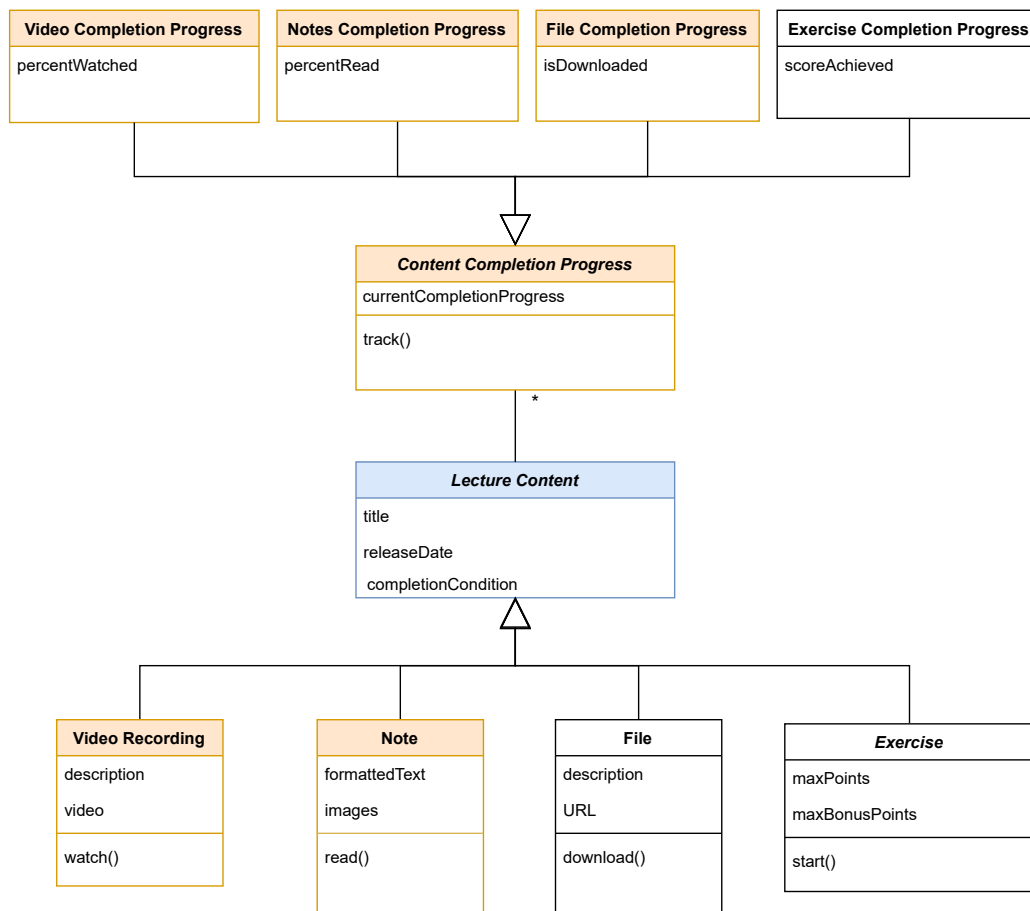 Video Completion Progress
percentWatched
Notes Completion Progress
percentRead
File Completion Progress
isDownloaded
Exercise Completion Progress
scoreAchieved
Content Completion Progress
currentCompletionProgress
track()
*
Lecture Content
title
releaseDate
completionCondition
Video Recording
description
video
watch()
Note
formattedText
images
read()
File
description
URL
download()
Exercise
maxPoints
maxBonusPoints
start()